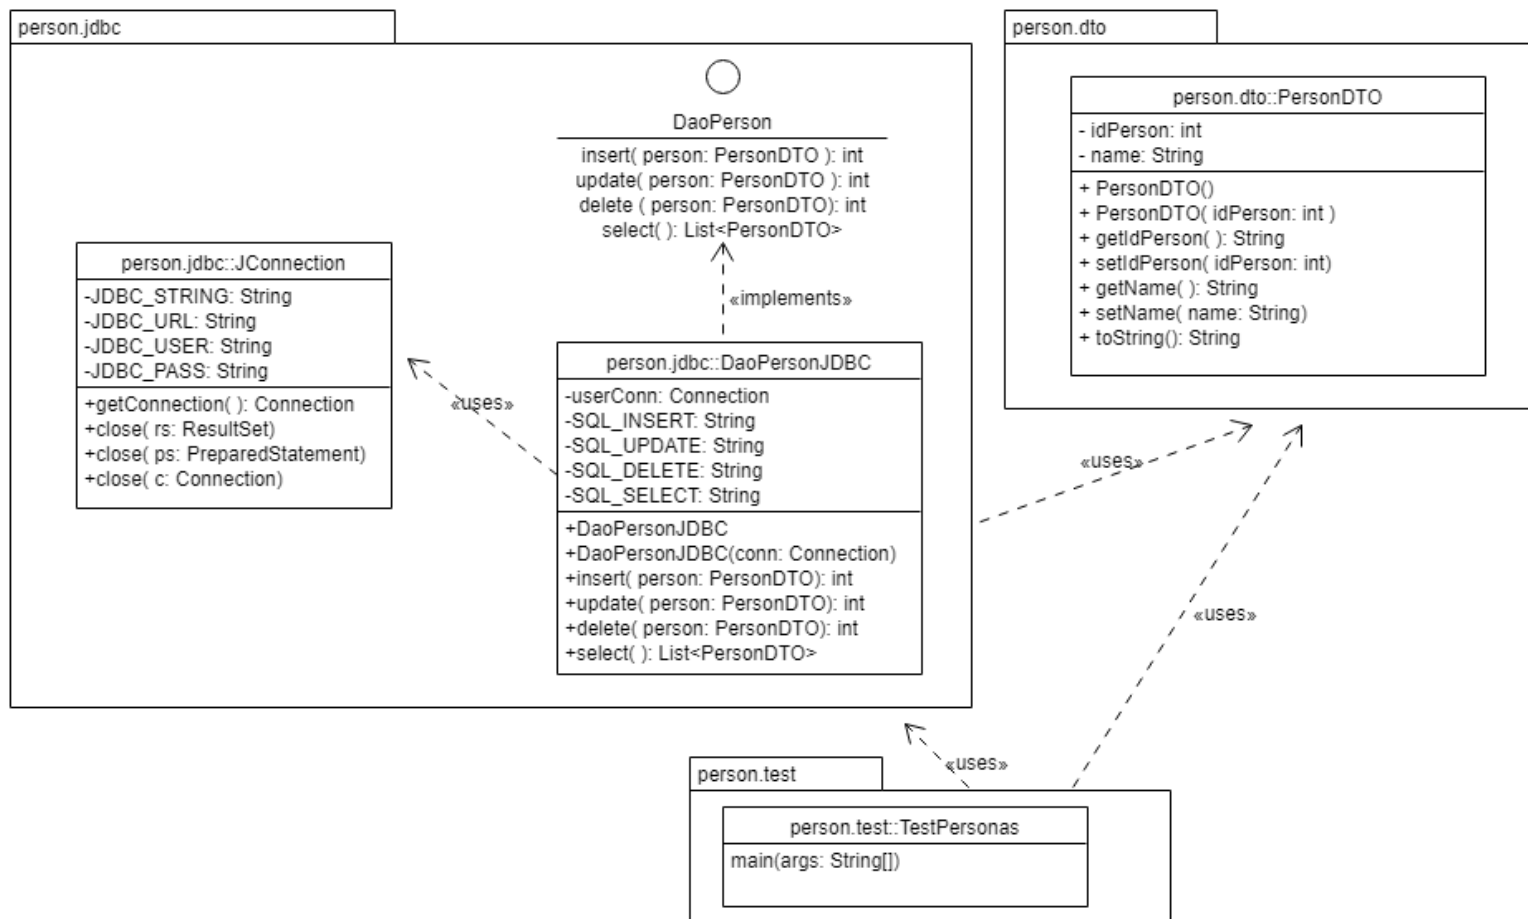 person.jdbc
DaoPerson
insert( person: PersonDTO ): int
update( person: PersonDTO ): int
delete ( person: PersonDTO): int
select( ): List<PersonDTO>
«implements»
person.jdbc::JConnection
-JDBC_STRING: String
-JDBC_URL: String
-JDBC_USER: String
-JDBC_PASS: String
+getConnection( ): Connection
+close( rs: ResultSet)
+close( ps: PreparedStatement)
+close( c: Connection)
«uses»
person.jdbc::DaoPersonJDBC
-userConn: Connection
-SQL_INSERT: String
-SQL_UPDATE: String
-SQL_DELETE: String
-SQL_SELECT: String
+DaoPersonJDBC
+DaoPersonJDBC(conn: Connection)
+insert( person: PersonDTO): int
+update( person: PersonDTO): int
+delete( person: PersonDTO): int
+select( ): List<PersonDTO>
person.dto
person.dto::PersonDTO
- idPerson: int
- name: String
+ PersonDTO()
+ PersonDTO( idPerson: int )
+ getIdPerson( ): String
+ setIdPerson( idPerson: int)
+ getName( ): String
+ setName( name: String)
+ toString(): String
«uses»
«uses»
«uses»
person.test
person.test::TestPersonas
main(args: String[])